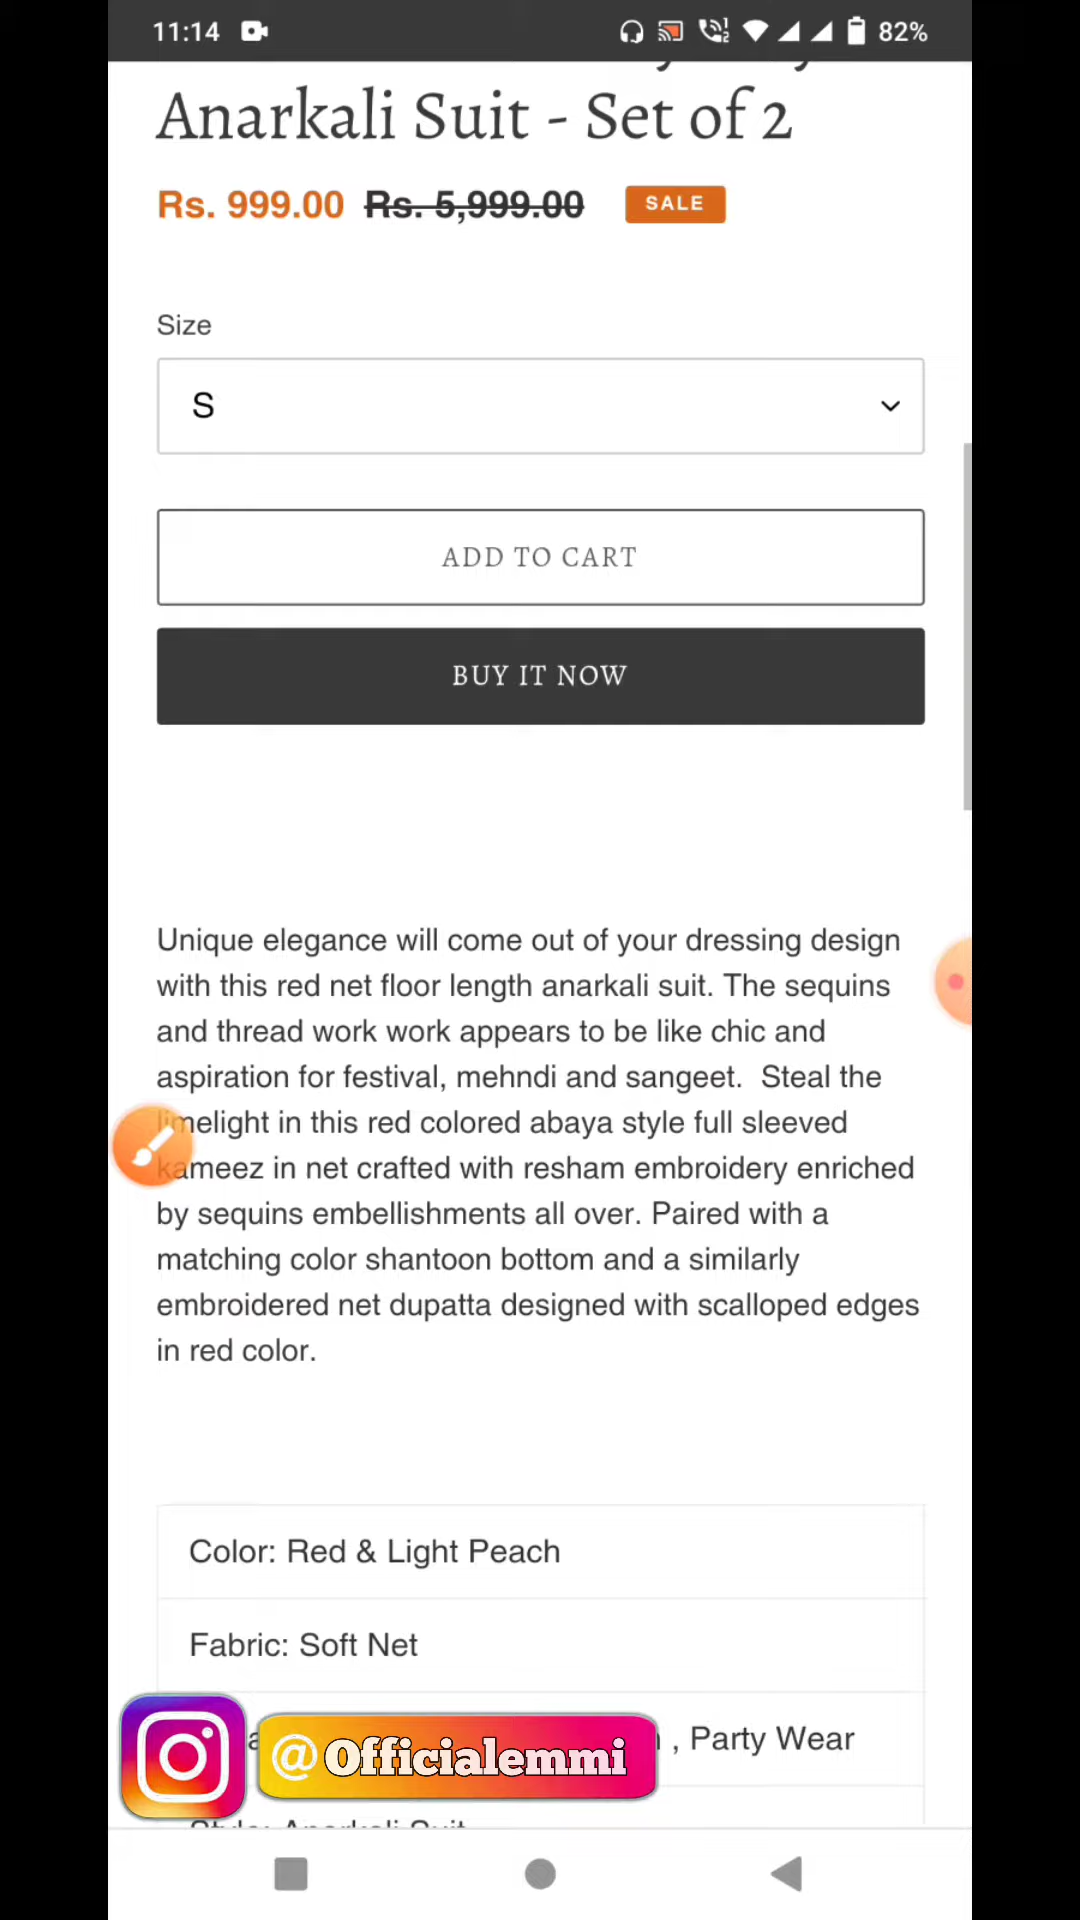 11:14
82%
Anarkali Suit - Set of 2
Rs. 999.00 Rs. 5,999.00 SALE
Size
S
ADD TO CART
BUY IT NOW
Unique elegance will come out of your dressing design
with this red net floor length anarkali suit. The sequins
and thread work work appears to be like chic and
aspiration for festival, mehndi and sangeet. Steal the
limelight in this red colored abaya style full sleeved
kameez in net crafted with resham embroidery enriched
by sequins embellishments all over. Paired with a
matching color shantoon bottom and a similarly
embroidered net dupatta designed with scalloped edges
in red color.
Color: Red & Light Peach
Fabric: Soft Net
, Party Wear
@Officialemmi
Style: Anarkali Suit